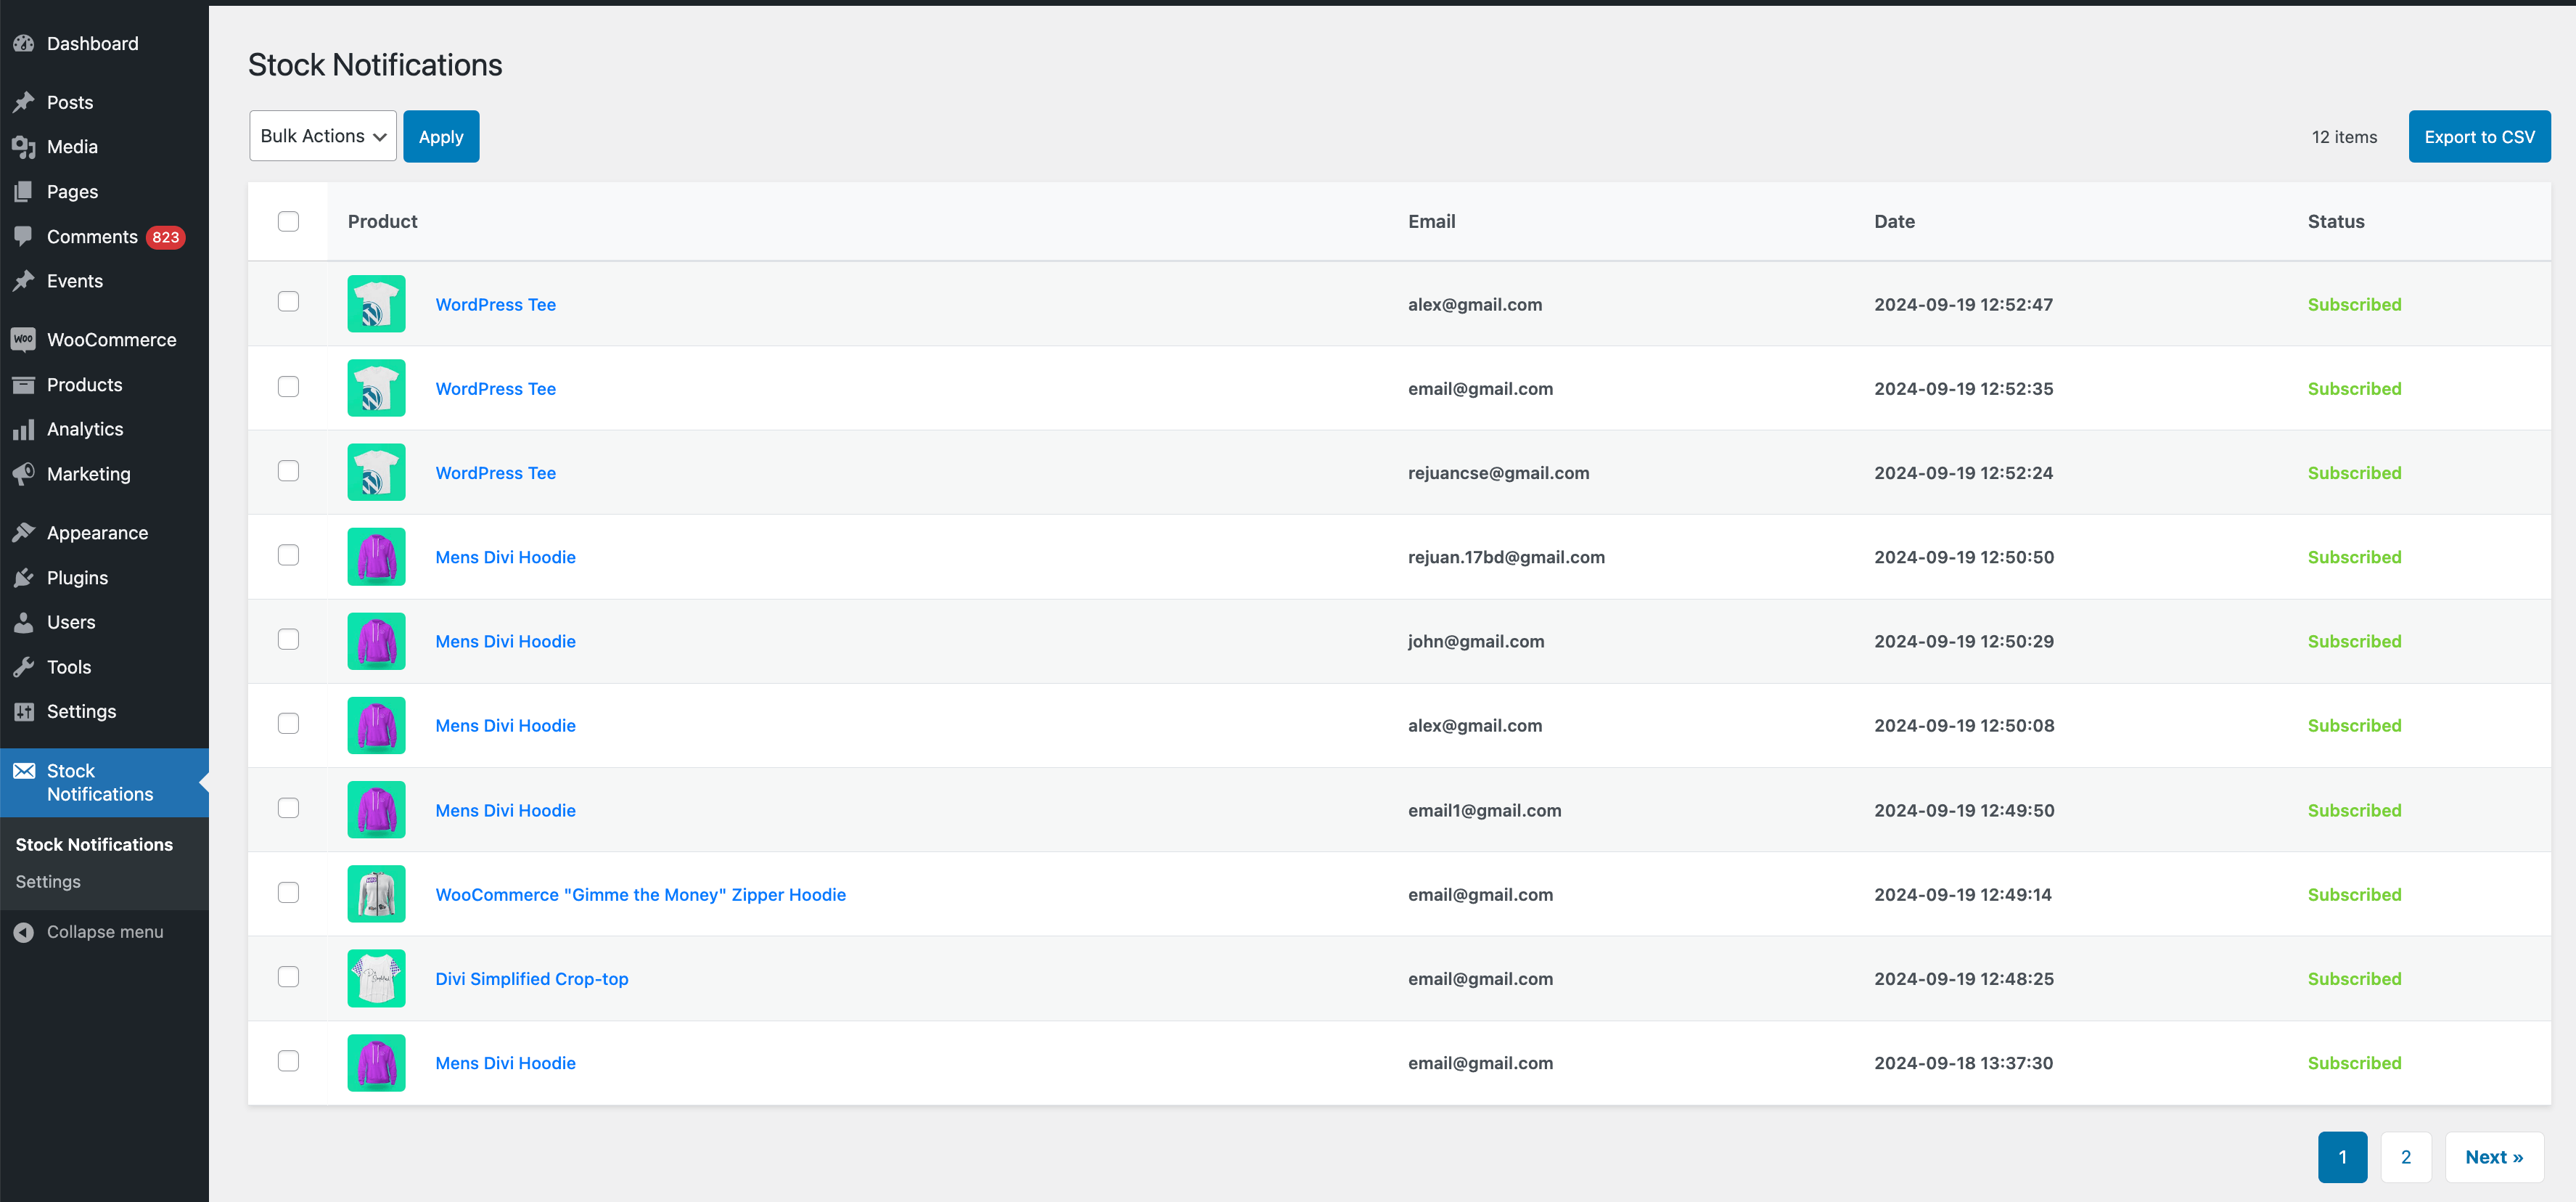 Dashboard
Posts
Media
Pages
Comments 823
Events
WooCommerce
Products
Analytics
Marketing
Appearance
Plugins
Users
Tools
Settings
Stock
Notifications
Stock Notifications
Settings
Collapse menu
Stock Notifications
Bulk Actions Apply 12 items Export to CSV
Product Email Date Status
WordPress Tee alex@gmail.com 2024-09-19 12:52:47 Subscribed
WordPress Tee email@gmail.com 2024-09-19 12:52:35 Subscribed
WordPress Tee rejuancse@gmail.com 2024-09-19 12:52:24 Subscribed
Mens Divi Hoodie rejuan.17bd@gmail.com 2024-09-19 12:50:50 Subscribed
Mens Divi Hoodie john@gmail.com 2024-09-19 12:50:29 Subscribed
Mens Divi Hoodie alex@gmail.com 2024-09-19 12:50:08 Subscribed
Mens Divi Hoodie email1@gmail.com 2024-09-19 12:49:50 Subscribed
WooCommerce "Gimme the Money" Zipper Hoodie email@gmail.com 2024-09-19 12:49:14 Subscribed
Divi Simplified Crop-top email@gmail.com 2024-09-19 12:48:25 Subscribed
Mens Divi Hoodie email@gmail.com 2024-09-18 13:37:30 Subscribed
1 2 Next »